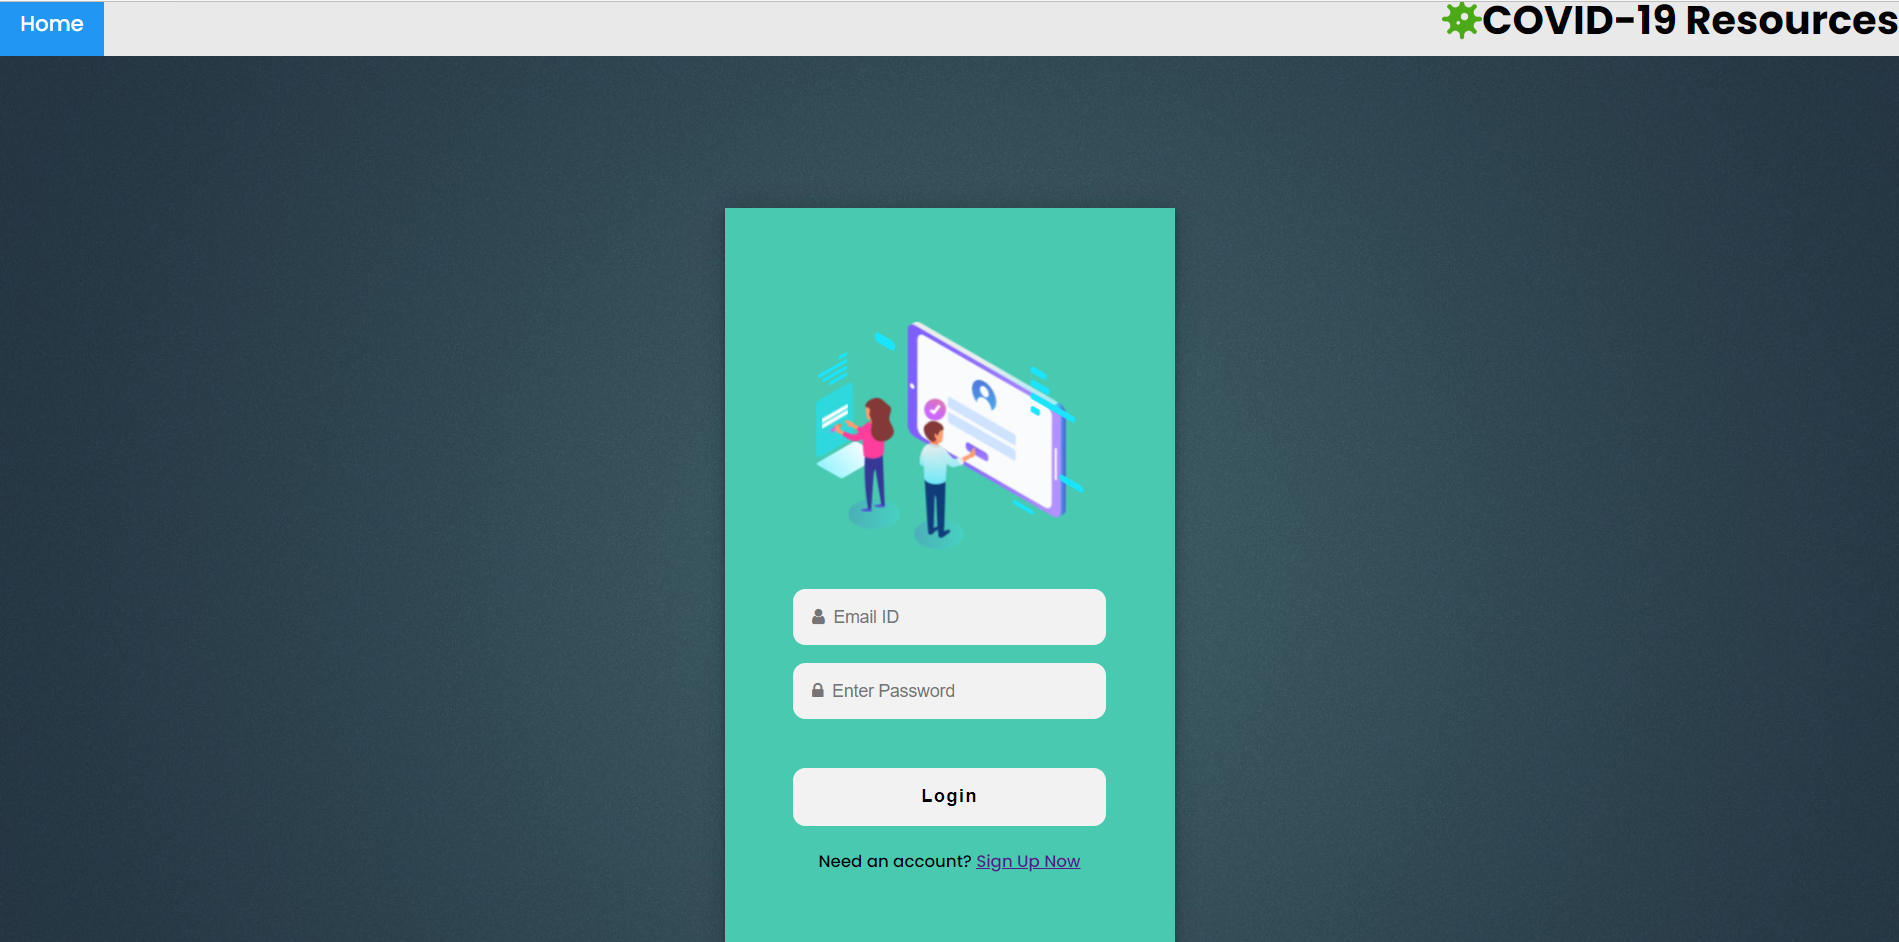 Home
COVID-19 Resources
Email ID
Enter Password
Login
Need an account? Sign Up Now